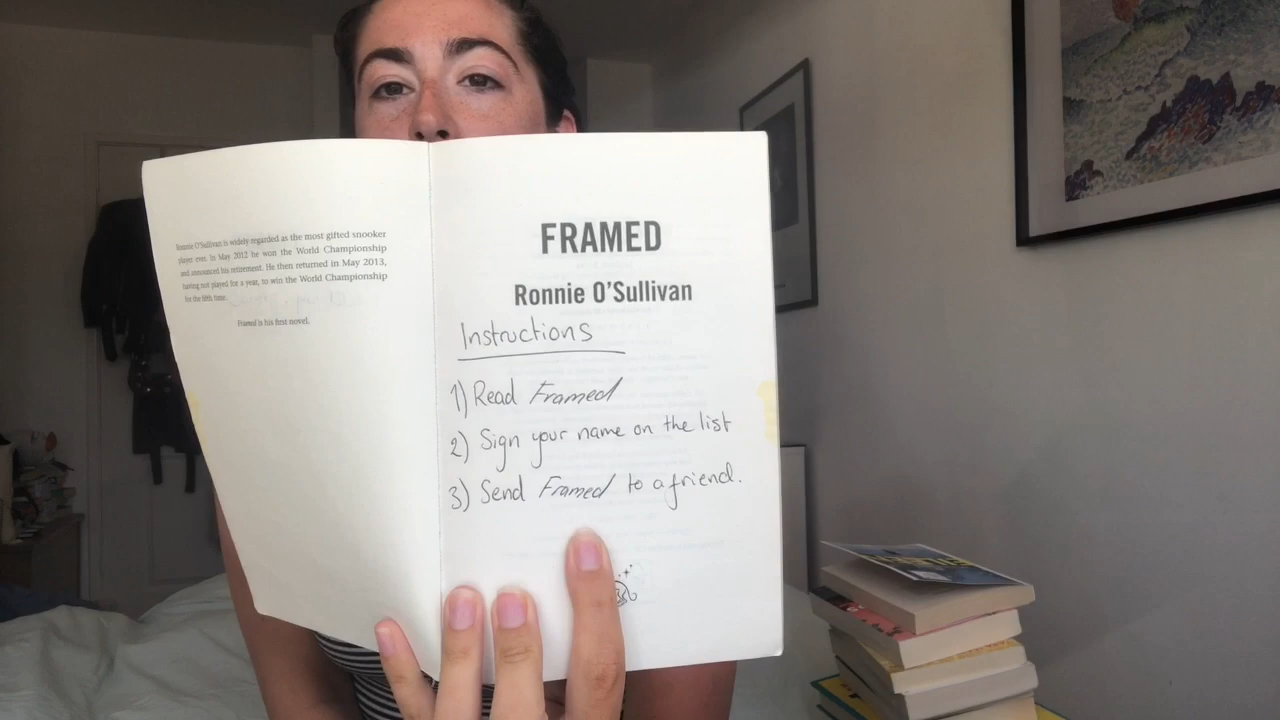 Ronnie O'Sullivan is widely regarded as the most gifted snooker
player ever. In May 2012 he won the World Championship
and announced his retirement. He then returned in May 2013,
having not played for a year, to win the World Championship
for the fifth time.
Framed is his first novel.
FRAMED
Ronnie O'Sullivan
Instructions
1) Read Framed
2) Sign your name on the list
3) Send Framed to a friend.